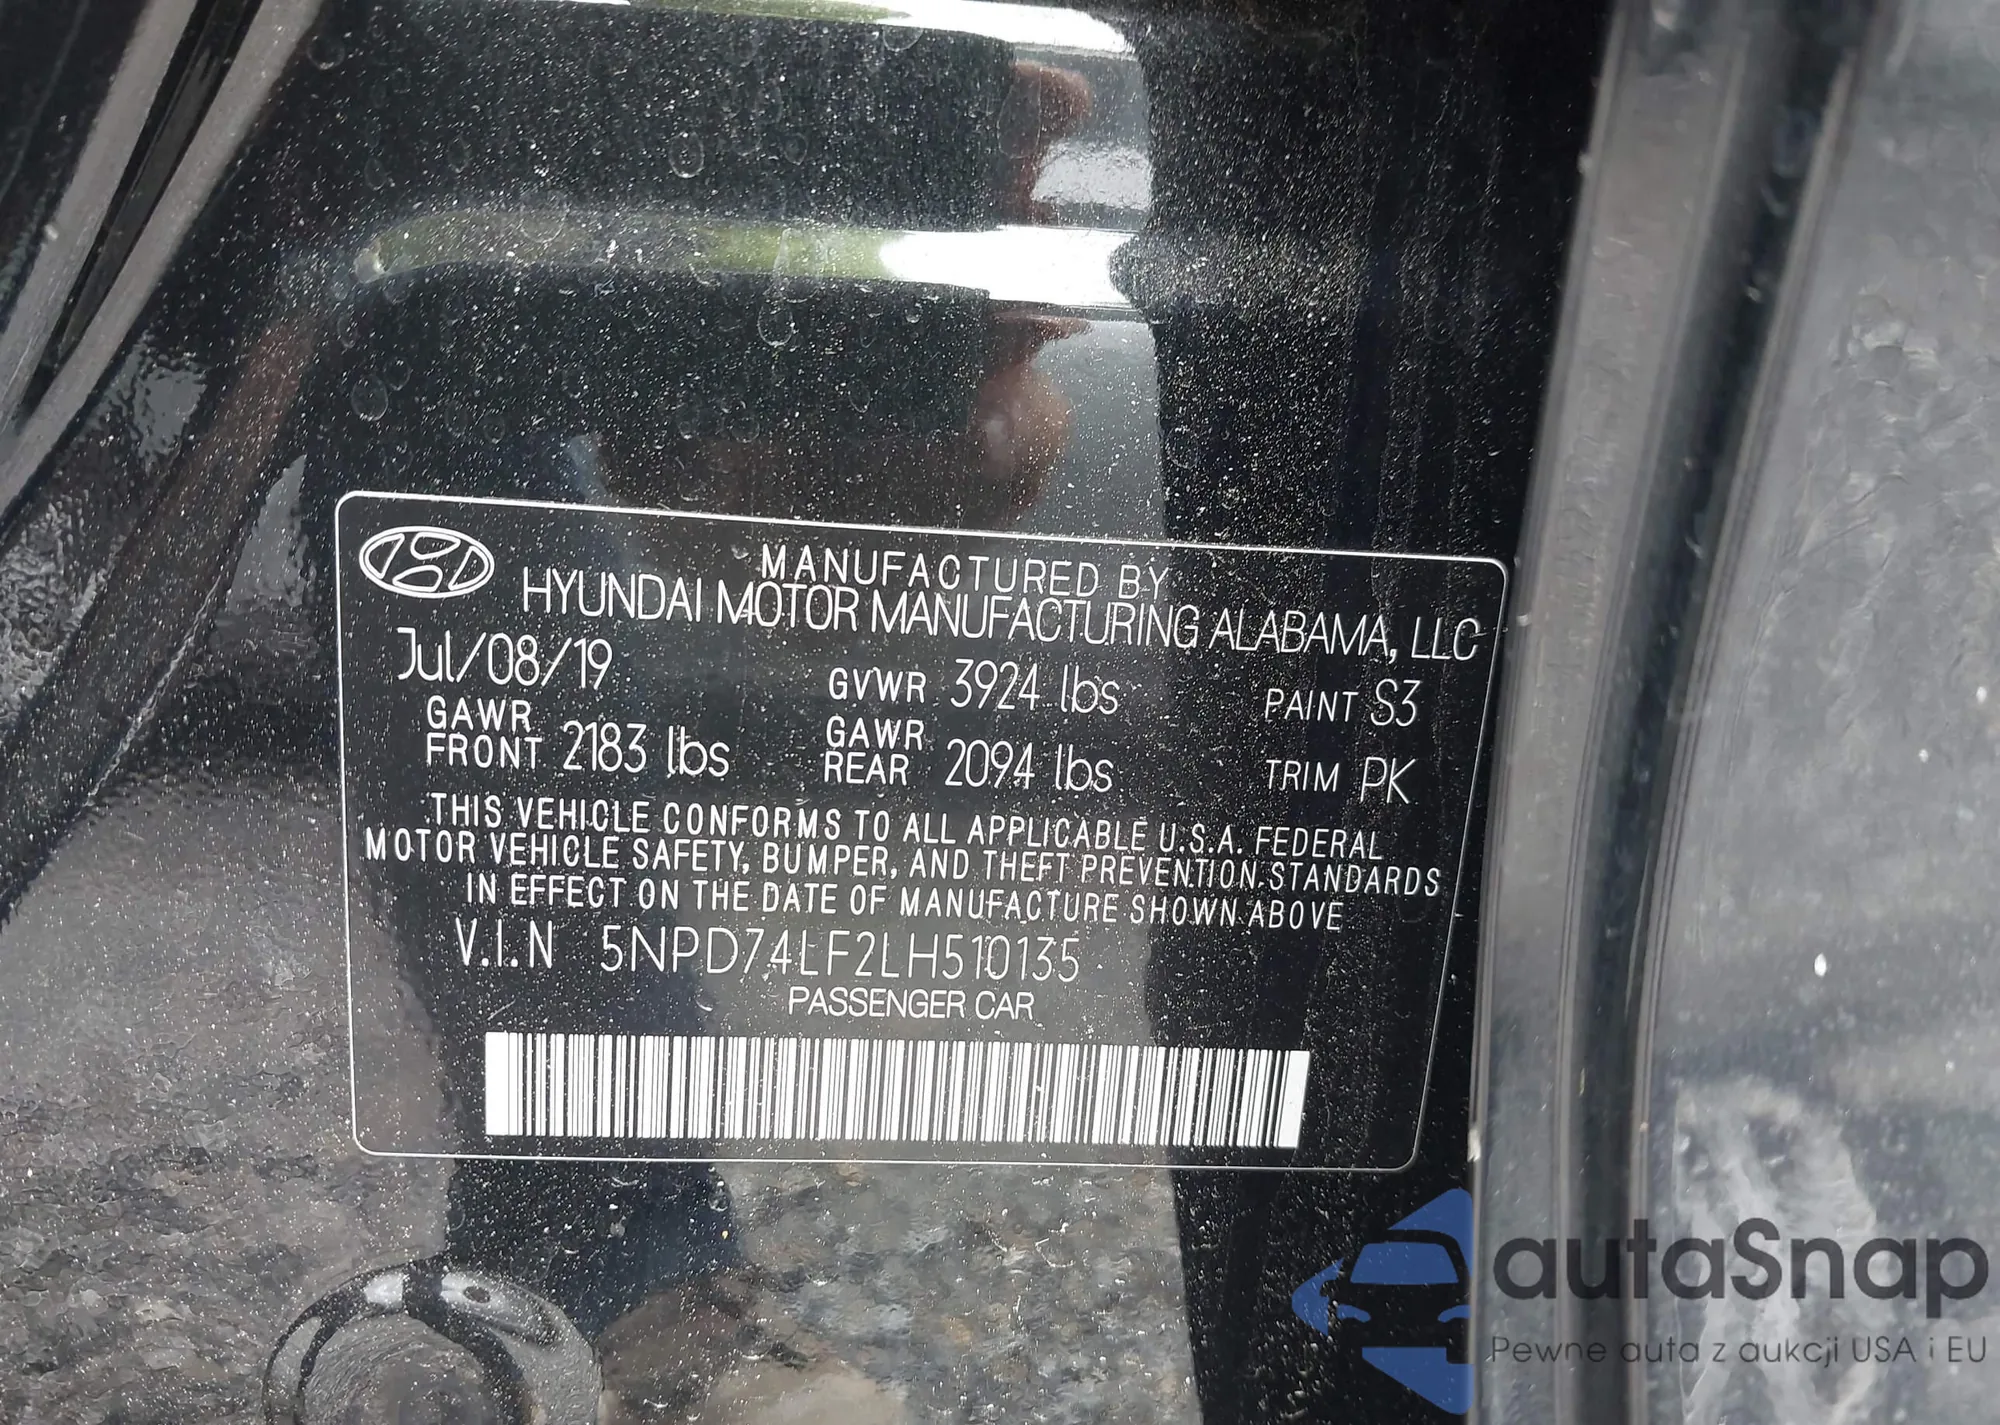 MANUFACTURED BY
HYUNDAI MOTOR MANUFACTURING ALABAMA, LLC
Jul/08/19 GVWR 3924 lbs PAINT S3
GAWR FRONT 2183 lbs GAWR REAR 2094 lbs TRIM PK
THIS VEHICLE CONFORMS TO ALL APPLICABLE U.S.A. FEDERAL
MOTOR VEHICLE SAFETY, BUMPER, AND THEFT PREVENTION STANDARDS
IN EFFECT ON THE DATE OF MANUFACTURE SHOWN ABOVE
V.I.N 5NPD74LF2LH510135
PASSENGER CAR
autaSnap
Pewne auta z aukcji USA i EU